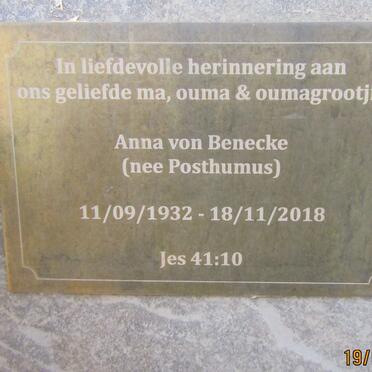 In liefdevolle herinnering aan
ons geliefde ma, ouma & oumagrootji
Anna von Benecke
(nee Posthumus)
11/09/1932 - 18/11/2018
Jes 41:10
19/